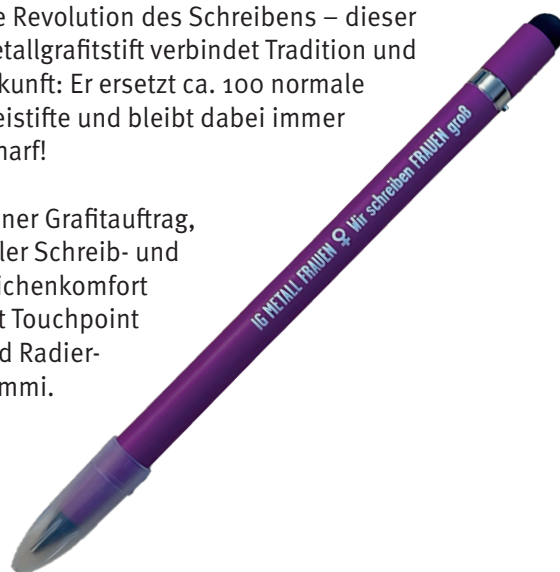 e Revolution des Schreibens – dieser
etallgrafitstift verbindet Tradition und
kunft: Er ersetzt ca. 100 normale
eistifte und bleibt dabei immer
harf!
ner Grafitauftrag,
ler Schreib- und
ichenkomfort
t Touchpoint
d Radier-
mmi.
IG METALL FRAUEN ♀ Wir schreiben FRAUEN groß